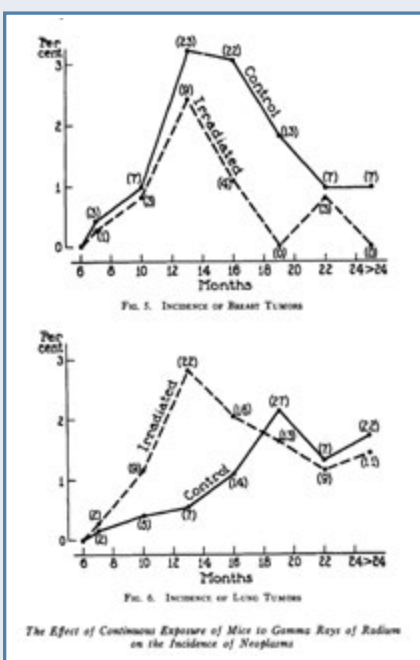 Per
cent
3
2
1
0
(3)
(1)
(7)
(3)
(23)
(9)
(22)
(4)
(13)
(0)
(7)
(3)
(7)
(0)
Control
Irradiated
6 8 10 12 14 16 18 20 22 24>24
Months
FIG. 5. INCIDENCE OF BREAST TUMORS
Per
cent
3
2
1
0
(2)
(2)
(9)
(5)
(22)
(7)
(16)
(14)
(27)
(13)
(7)
(9)
(22)
(11)
Irradiated
Control
6 8 10 12 14 16 18 20 22 24>24
Months
FIG. 6. INCIDENCE OF LUNG TUMORS
The Effect of Continuous Exposure of Mice to Gamma Rays of Radium
on the Incidence of Neoplasms